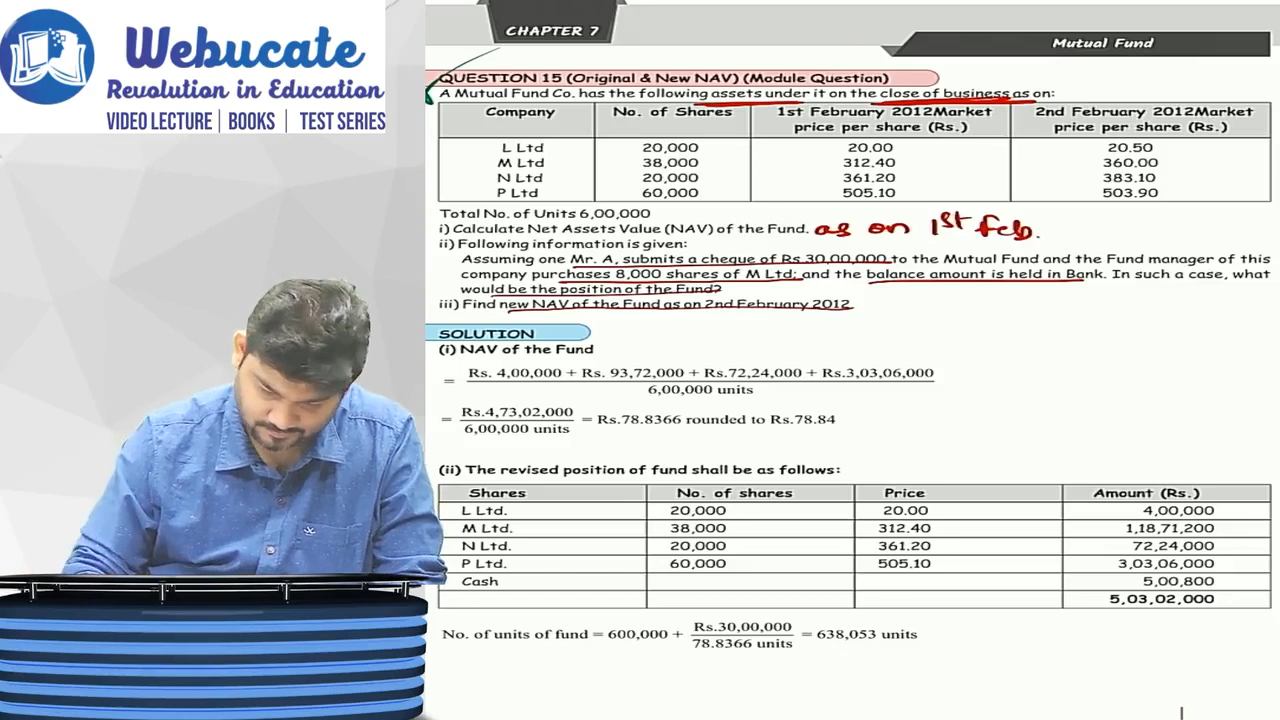 Webucate
Revolution in Education
VIDEO LECTURE | BOOKS | TEST SERIES
CHAPTER 7
Mutual Fund
QUESTION 15 (Original & New NAV) (Module Question)
A Mutual Fund Co. has the following assets under it on the close of business as on:
Company No. of Shares 1st February 2012Market price per share (Rs.) 2nd February 2012Market price per share (Rs.)
L Ltd 20,000 20.00 20.50
M Ltd 38,000 312.40 360.00
N Ltd 20,000 361.20 383.10
P Ltd 60,000 505.10 503.90
Total No. of Units 6,00,000
i) Calculate Net Assets Value (NAV) of the Fund. as on 1st Feb.
ii) Following information is given:
Assuming one Mr. A, submits a cheque of Rs.30,00,000 to the Mutual Fund and the Fund manager of this
company purchases 8,000 shares of M Ltd; and the balance amount is held in Bank. In such a case, what
would be the position of the Fund?
iii) Find new NAV of the Fund as on 2nd February 2012
SOLUTION
(i) NAV of the Fund
= Rs. 4,00,000 + Rs. 93,72,000 + Rs.72,24,000 + Rs.3,03,06,000
6,00,000 units
= Rs.4,73,02,000 / 6,00,000 units = Rs.78.8366 rounded to Rs.78.84
(ii) The revised position of fund shall be as follows:
Shares No. of shares Price Amount (Rs.)
L Ltd. 20,000 20.00 4,00,000
M Ltd. 38,000 312.40 1,18,71,200
N Ltd. 20,000 361.20 72,24,000
P Ltd. 60,000 505.10 3,03,06,000
Cash 5,00,800
5,03,02,000
No. of units of fund = 600,000 + Rs.30,00,000 / 78.8366 units = 638,053 units